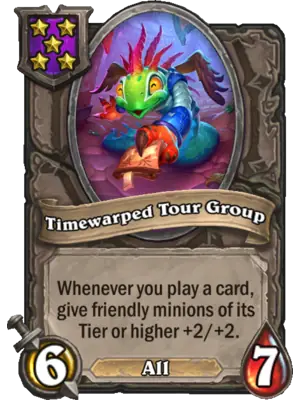 Timewarped Tour Group
Whenever you play a card,
give friendly minions of its
Tier or higher +2/+2.
6
All
7